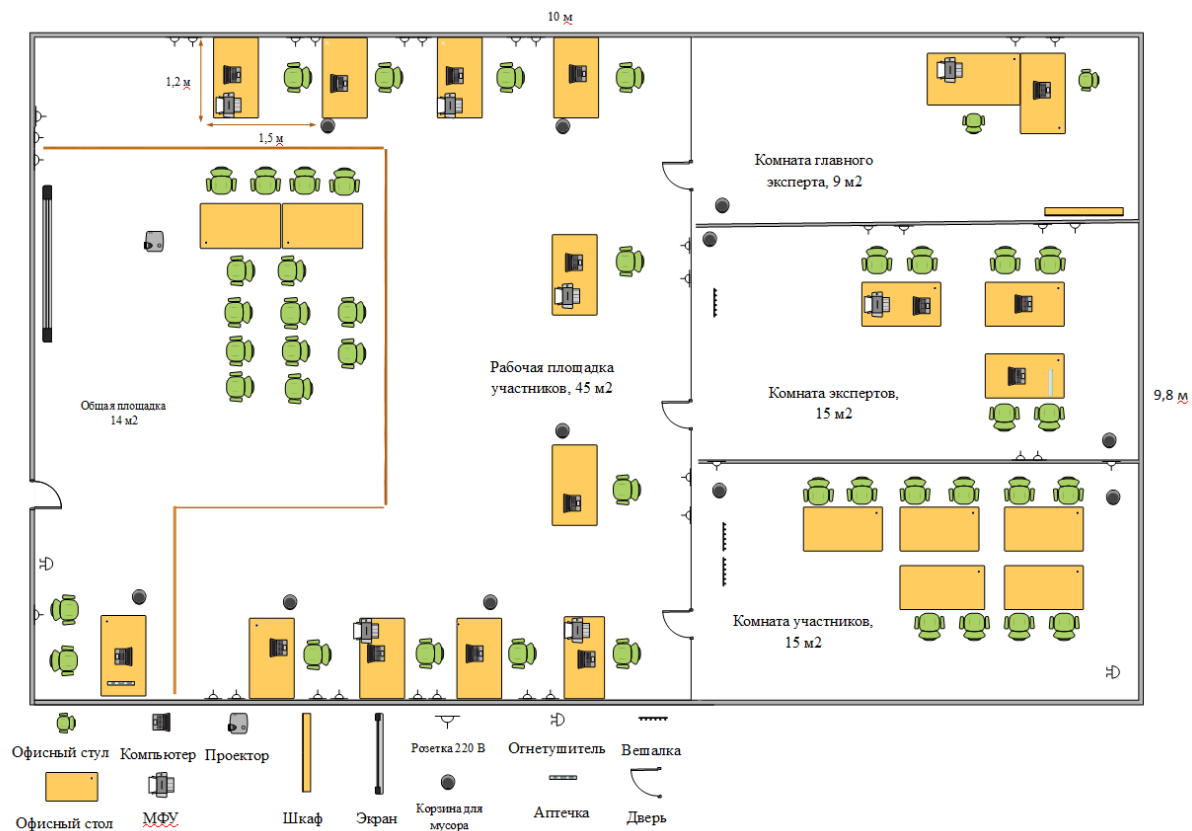 10 м
1,2 м
1,5 м
Комната главного
эксперта, 9 м2
Рабочая площадка
участников, 45 м2
Комната экспертов,
15 м2
9,8 м
Общая площадка
14 м2
Комната участников,
15 м2
Офисный стул
Компьютер
Проектор
Розетка 220 В
Огнетушитель
Вешалка
Офисный стол
МФУ
Шкаф
Экран
Корзина для
мусора
Аптечка
Дверь